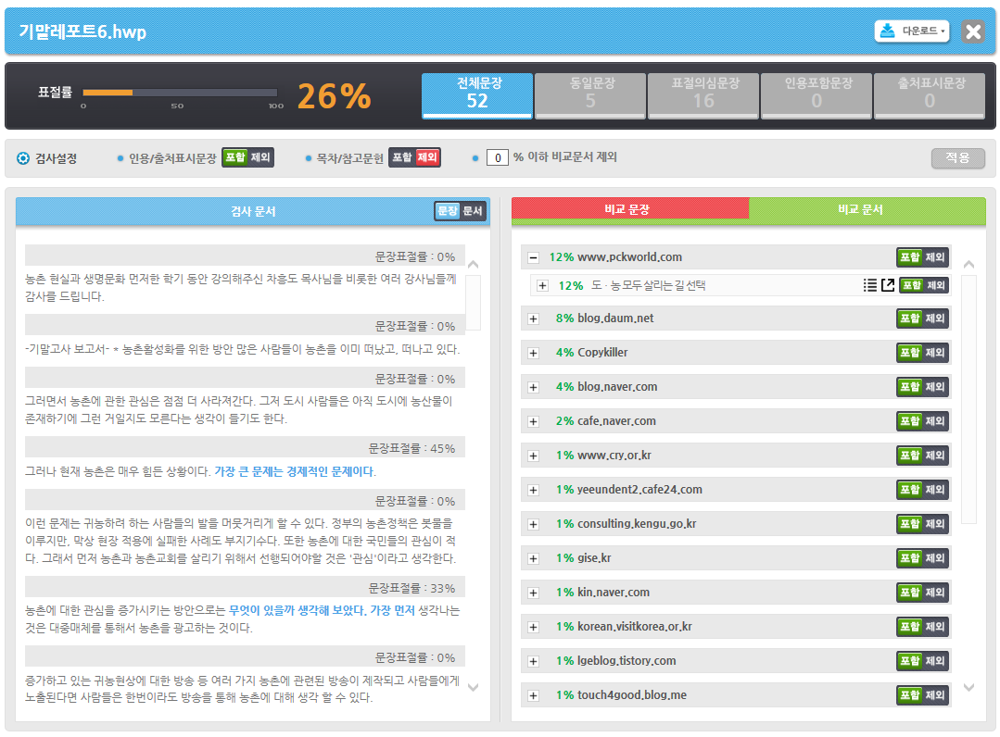 기말레포트6.hwp
다운로드
표절률
0 50 100
26%
전체문장
52
동일문장
5
표절의심문장
16
인용포함문장
0
출처표시문장
0
검사설정
인용/출처표시문장 포함 제외
목차/참고문헌 포함 제외
0 % 이하 비교문서 제외
적용
검사 문서
문장 문서
문장표절률 : 0%
농촌 현실과 생명문화 먼저한 학기 동안 강의해주신 차흥도 목사님을 비롯한 여러 강사님들께
감사를 드립니다.
문장표절률 : 0%
-기말고사 보고서- * 농촌활성화를 위한 방안 많은 사람들이 농촌을 이미 떠났고, 떠나고 있다.
문장표절률 : 0%
그러면서 농촌에 관한 관심은 점점 더 사라져간다. 그저 도시 사람들은 아직 도시에 농산물이
존재하기에 그런 거일지도 모른다는 생각이 들기도 한다.
문장표절률 : 45%
그러나 현재 농촌은 매우 힘든 상황이다. 가장 큰 문제는 경제적인 문제이다.
문장표절률 : 0%
이런 문제는 귀농하려 하는 사람들의 발을 머뭇거리게 할 수 있다. 정부의 농촌정책은 봇물을
이루지만, 막상 현장 적용에 실패한 사례도 부지기수다. 또한 농촌에 대한 국민들의 관심이 적
다. 그래서 먼저 농촌과 농촌교회를 살리기 위해서 선행되어야할 것은 '관심'이라고 생각한다.
문장표절률 : 33%
농촌에 대한 관심을 증가시키는 방안으로는 무엇이 있을까 생각해 보았다. 가장 먼저 생각나는
것은 대중매체를 통해서 농촌을 광고하는 것이다.
문장표절률 : 0%
증가하고 있는 귀농현상에 대한 방송 등 여러 가지 농촌에 관련된 방송이 제작되고 사람들에게
노출된다면 사람들은 한번이라도 방송을 통해 농촌에 대해 생각 할 수 있다.
비교 문장
비교 문서
12% www.pckworld.com 포함 제외
12% 도 · 농 모두 살리는 길 선택 포함 제외
8% blog.daum.net 포함 제외
4% Copykiller 포함 제외
4% blog.naver.com 포함 제외
2% cafe.naver.com 포함 제외
1% www.cry.or.kr 포함 제외
1% yeeundent2.cafe24.com 포함 제외
1% consulting.kengu.go.kr 포함 제외
1% gise.kr 포함 제외
1% kin.naver.com 포함 제외
1% korean.visitkorea.or.kr 포함 제외
1% lgeblog.tistory.com 포함 제외
1% touch4good.blog.me 포함 제외